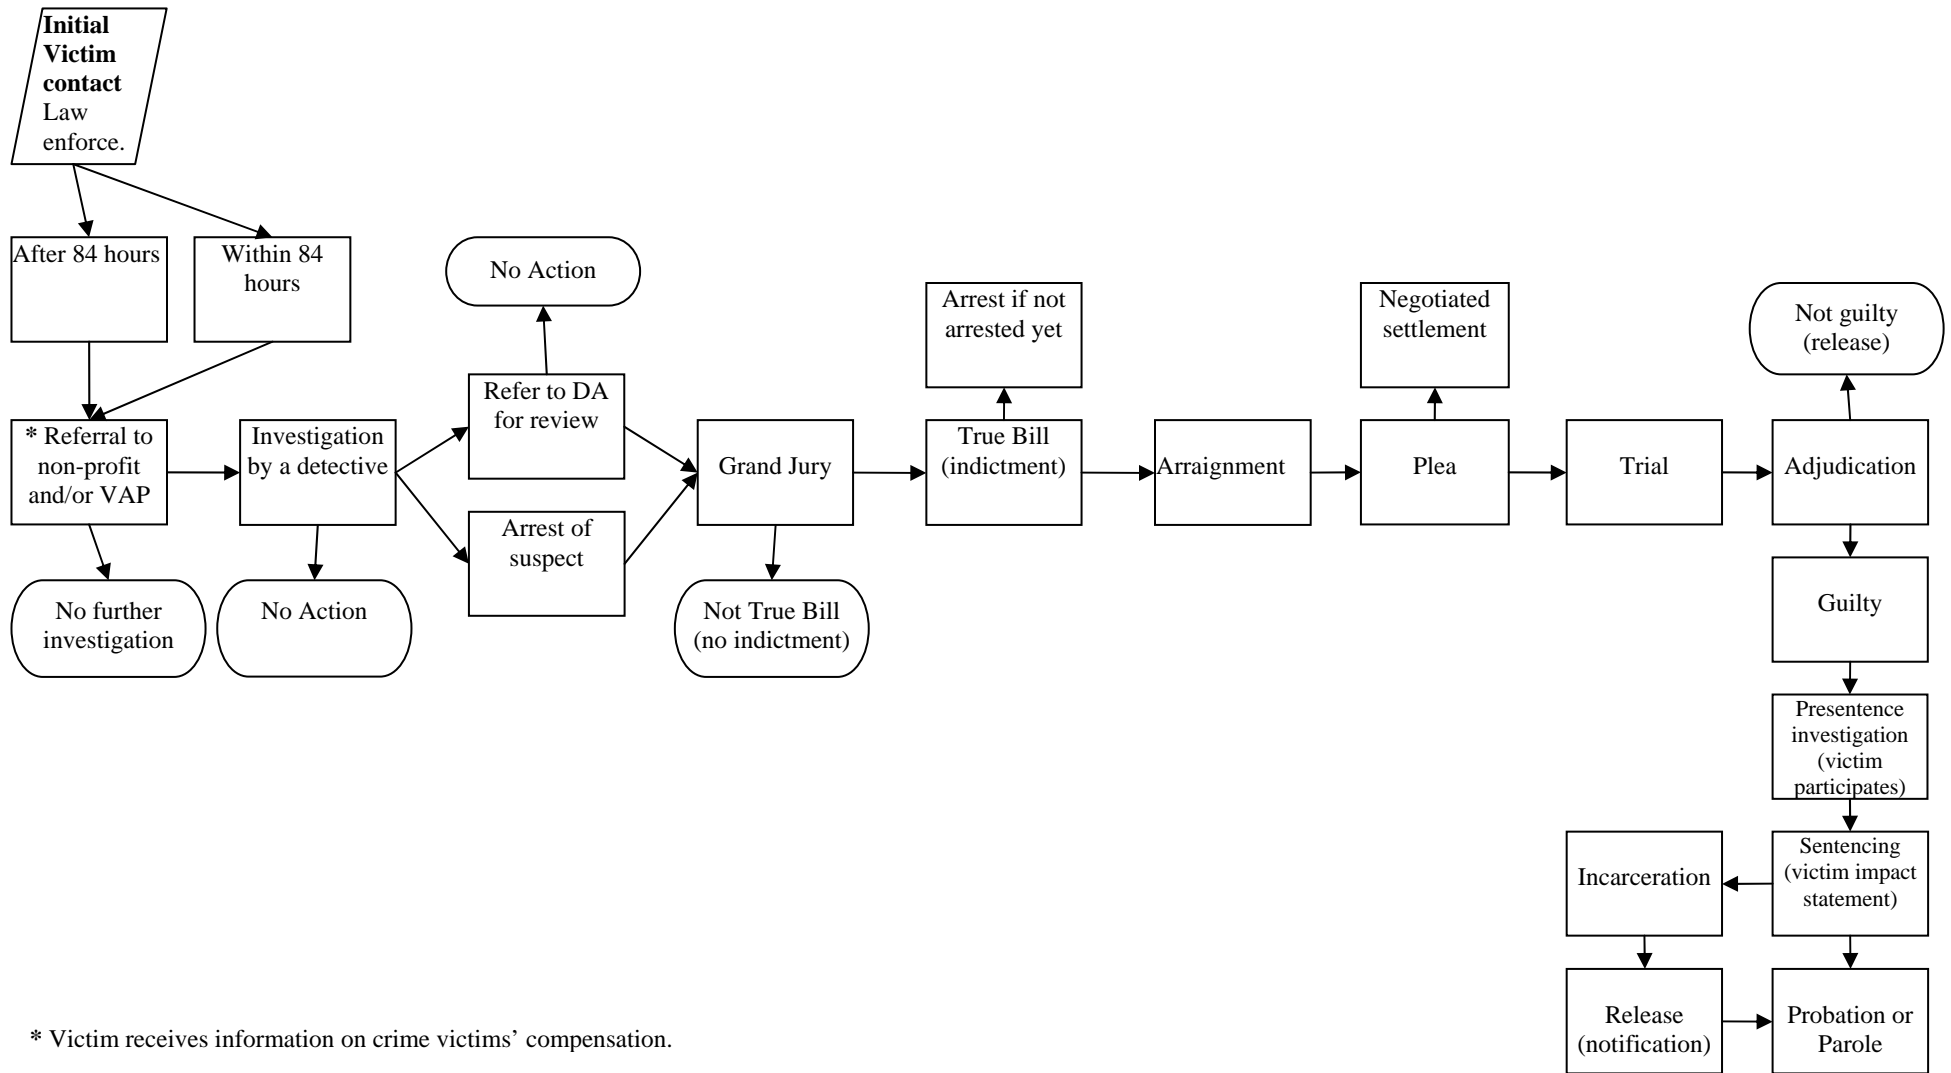 Initial
Victim
contact
Law
enforce.
After 84 hours
Within 84
hours
No Action
Arrest if not
arrested yet
Negotiated
settlement
Not guilty
(release)
Refer to DA
for review
* Referral to
non-profit
and/or VAP
Investigation
by a detective
Grand Jury
True Bill
(indictment)
Arraignment
Plea
Trial
Adjudication
Arrest of
suspect
No further
investigation
No Action
Not True Bill
(no indictment)
Guilty
Presentence
investigation
(victim
participates)
Incarceration
Sentencing
(victim impact
statement)
Release
(notification)
Probation or
Parole
* Victim receives information on crime victims’ compensation.